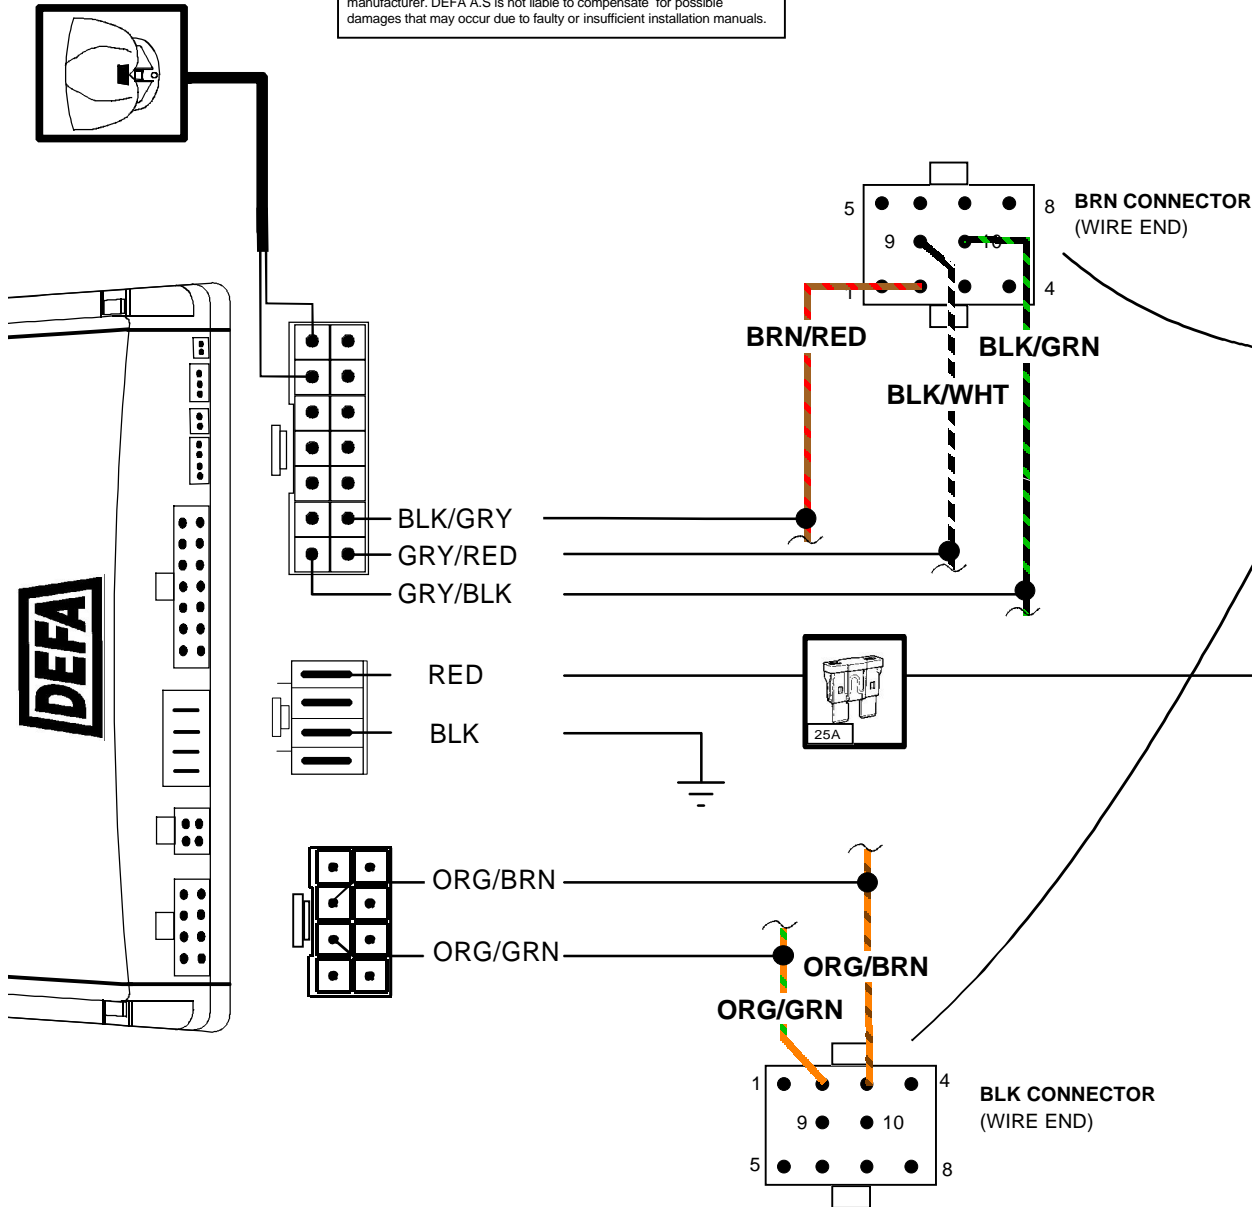 manufacturer. DEFA A.S is not liable to compensate for possible
damages that may occur due to faulty or insufficient installation manuals.
5
8
BRN CONNECTOR
(WIRE END)
9
10
1
4
BRN/RED
BLK/GRN
BLK/WHT
BLK/GRY
GRY/RED
GRY/BLK
DEFA
RED
25A
BLK
ORG/BRN
ORG/GRN
ORG/BRN
ORG/GRN
1
4
BLK CONNECTOR
(WIRE END)
9
10
5
8